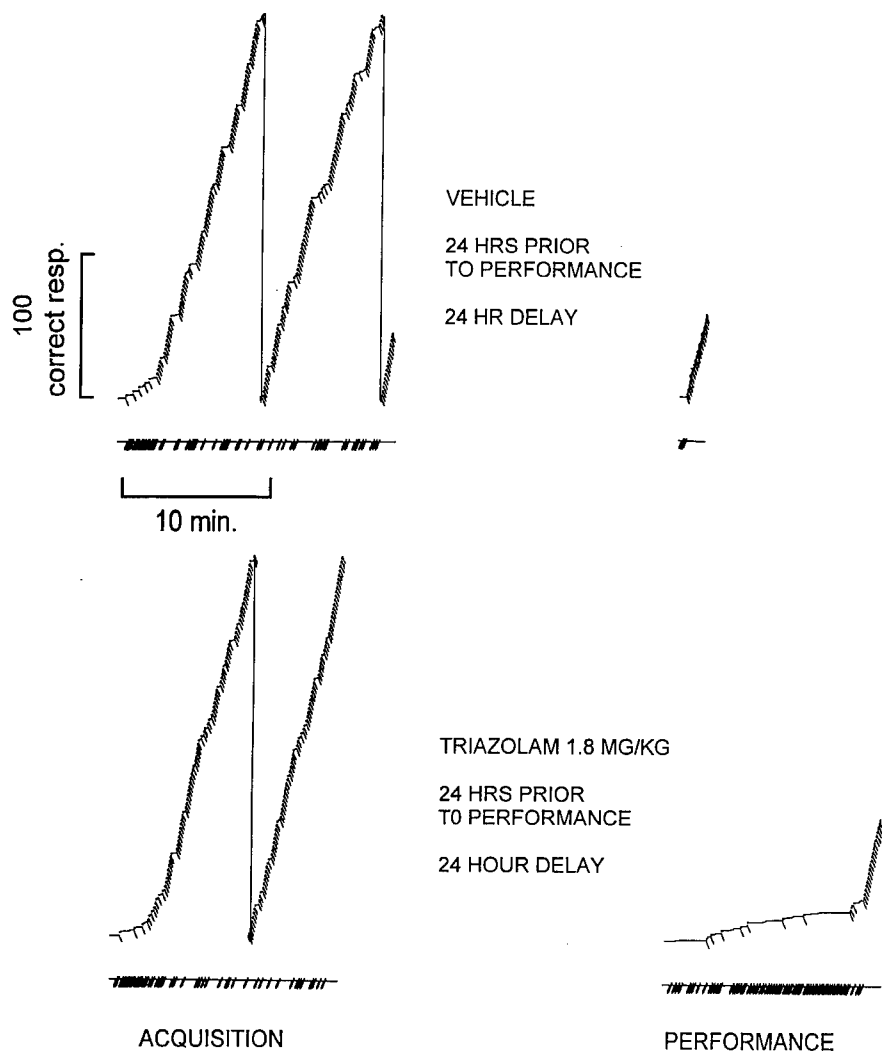 100
correct resp.
VEHICLE
24 HRS PRIOR
TO PERFORMANCE
24 HR DELAY
10 min.
TRIAZOLAM 1.8 MG/KG
24 HRS PRIOR
T0 PERFORMANCE
24 HOUR DELAY
ACQUISITION
PERFORMANCE